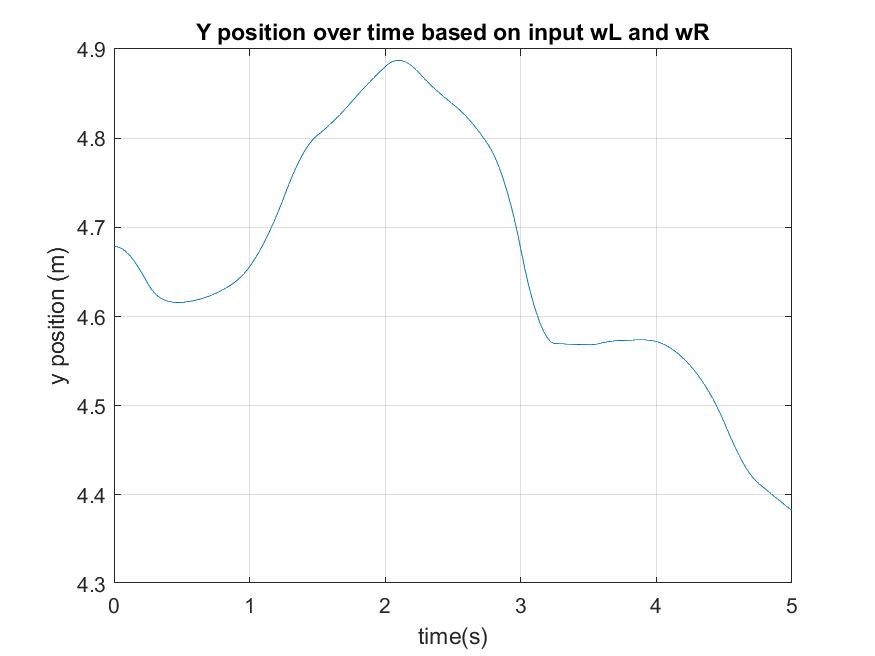 Y position over time based on input wL and wR
4.9
4.8
4.7
4.6
4.5
4.4
4.3
y position (m)
0 1 2 3 4 5
time(s)